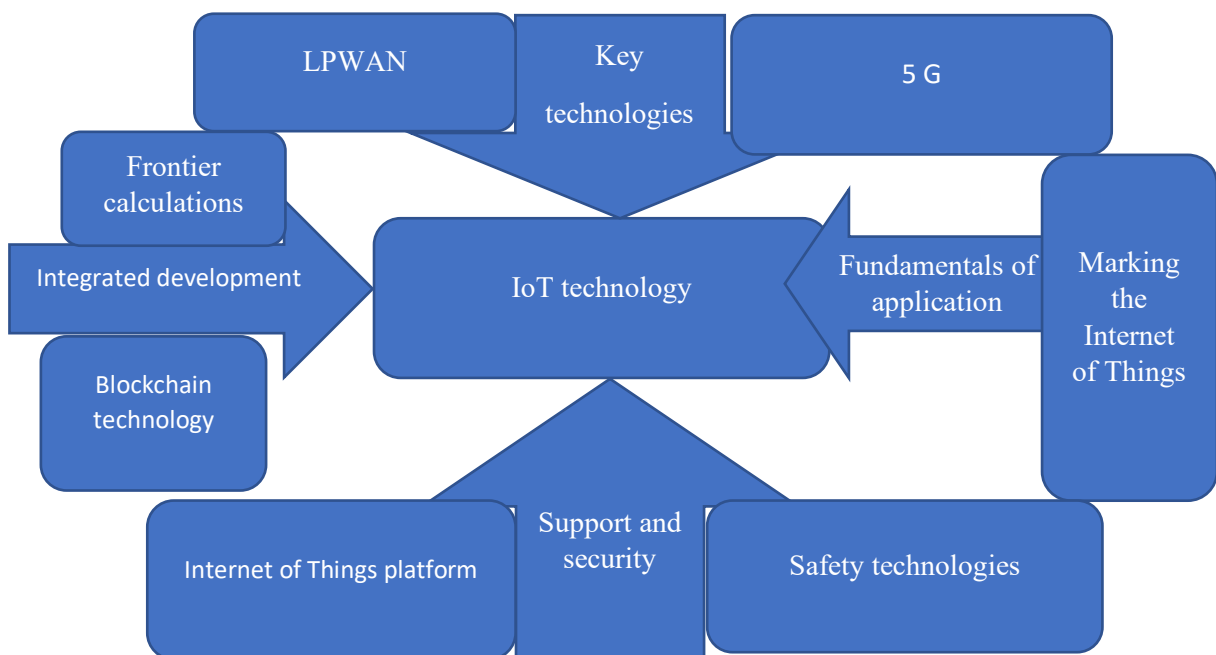 LPWAN
Key
technologies
5 G
Frontier
calculations
Integrated development
Blockchain
technology
IoT technology
Fundamentals of
application
Marking
the
Internet
of Things
Internet of Things platform
Support and
security
Safety technologies